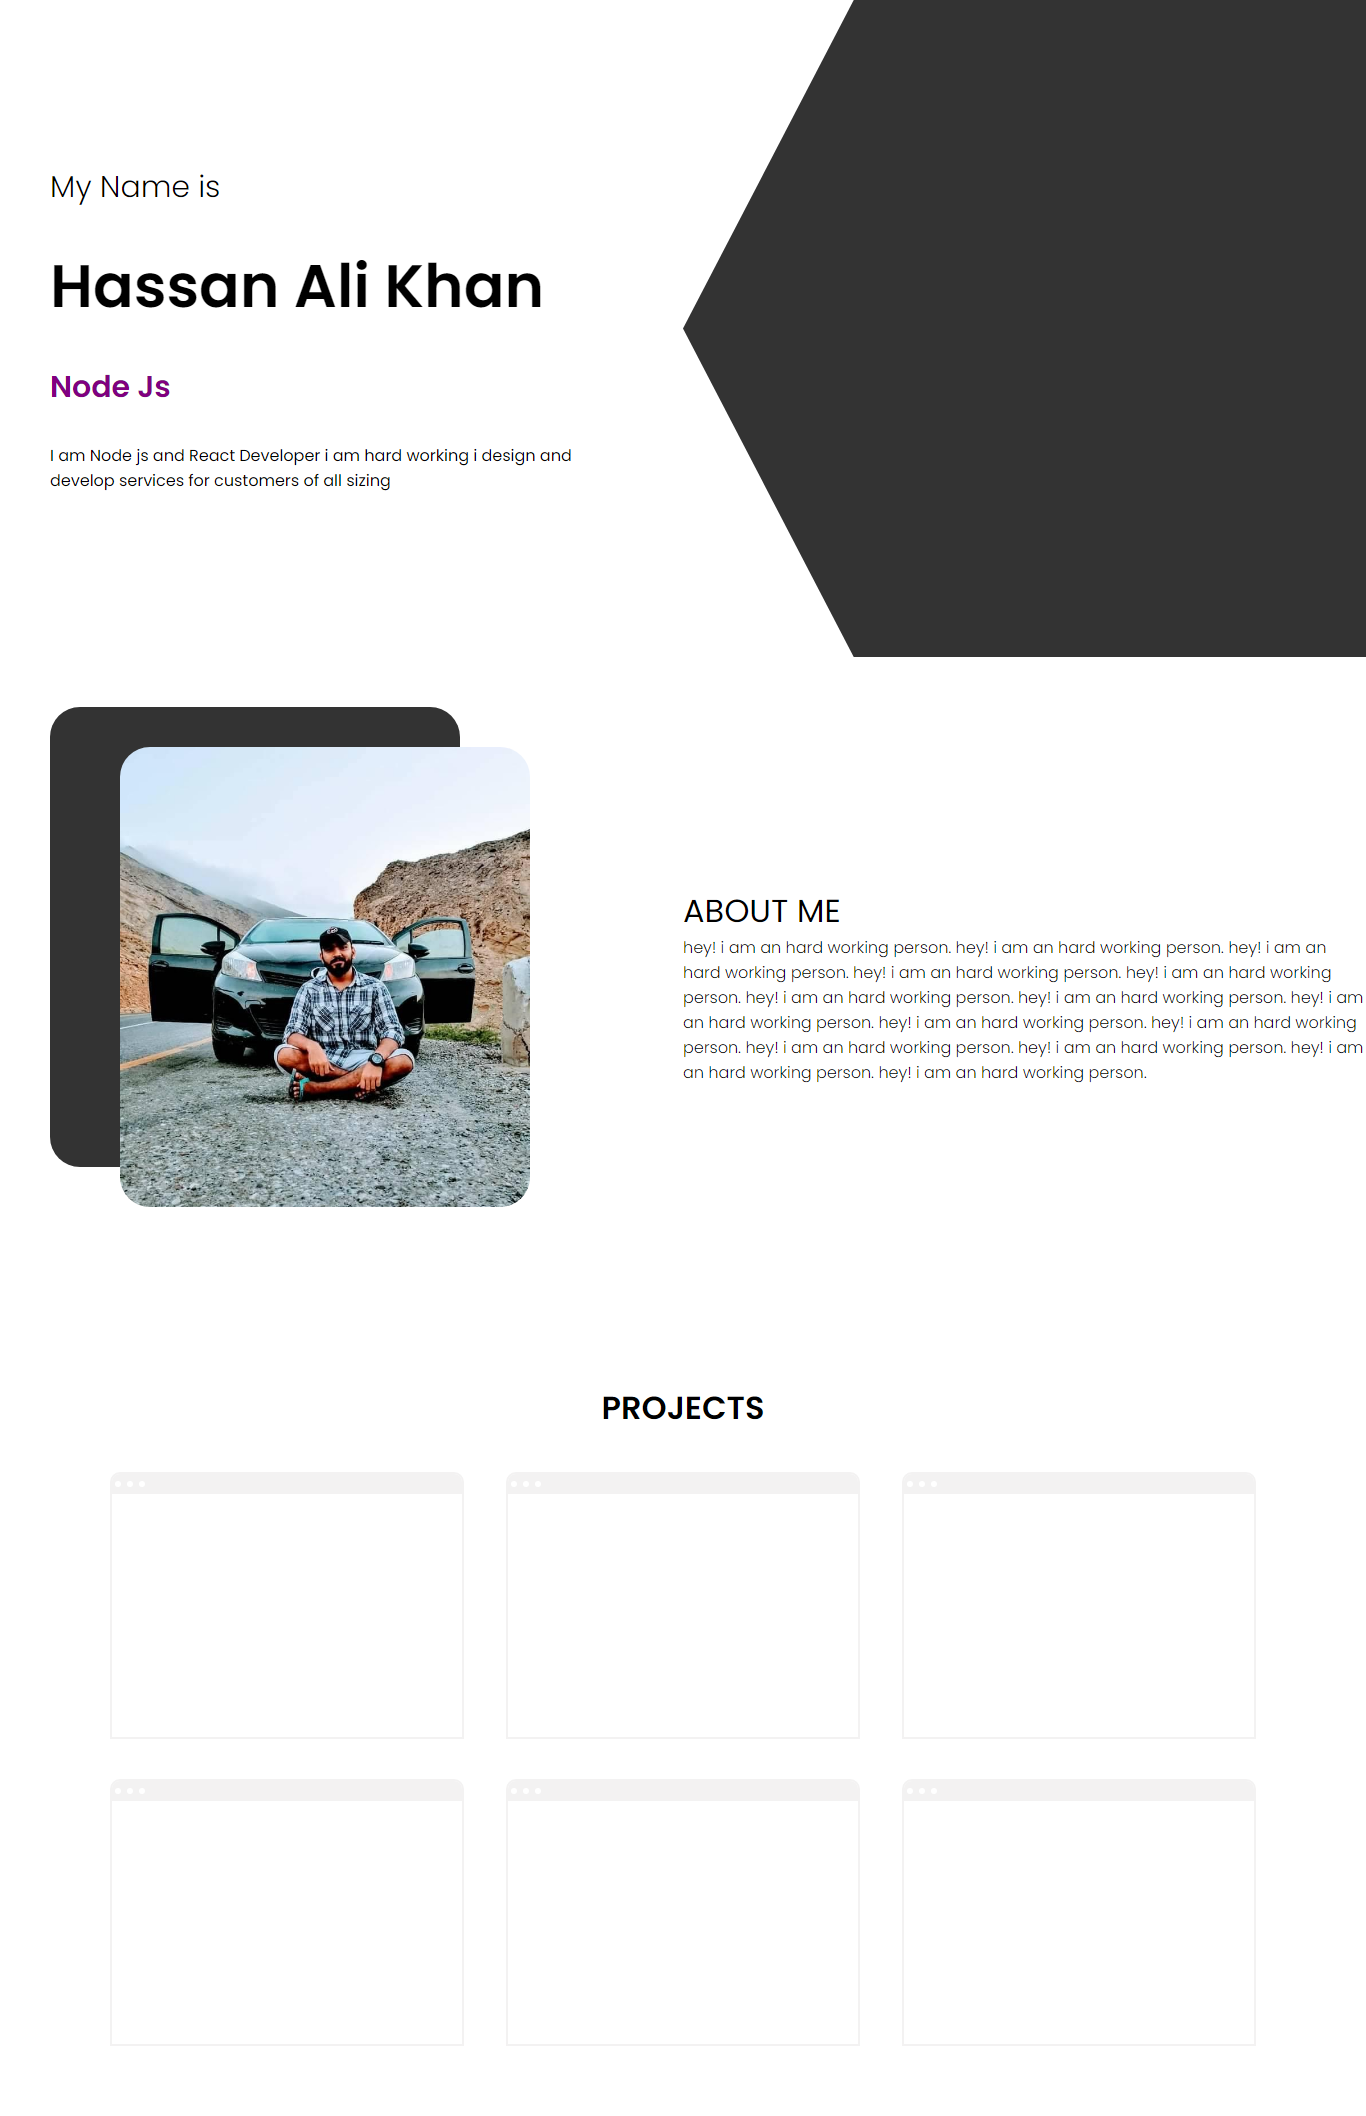 My Name is
Hassan Ali Khan
Node Js
I am Node js and React Developer i am hard working i design and
develop services for customers of all sizing
ABOUT ME
hey! i am an hard working person. hey! i am an hard working person. hey! i am an
hard working person. hey! i am an hard working person. hey! i am an hard working
person. hey! i am an hard working person. hey! i am an hard working person. hey! i am
an hard working person. hey! i am an hard working person. hey! i am an hard working
person. hey! i am an hard working person. hey! i am an hard working person. hey! i am
an hard working person. hey! i am an hard working person.
PROJECTS